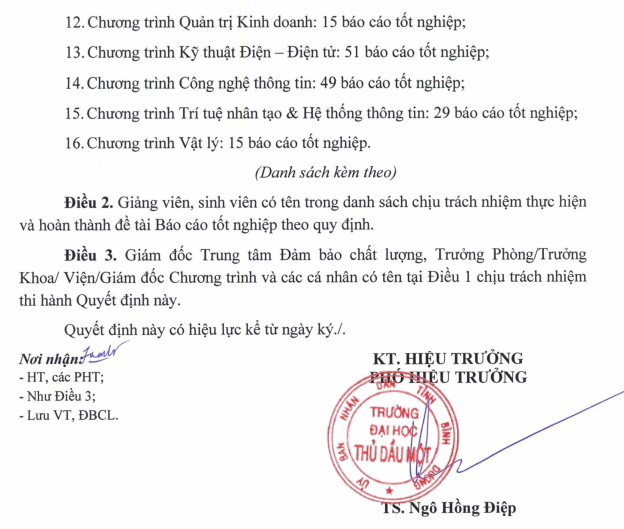 12. Chương trình Quản trị Kinh doanh: 15 báo cáo tốt nghiệp;
13. Chương trình Kỹ thuật Điện – Điện tử: 51 báo cáo tốt nghiệp;
14. Chương trình Công nghệ thông tin: 49 báo cáo tốt nghiệp;
15. Chương trình Trí tuệ nhân tạo & Hệ thống thông tin: 29 báo cáo tốt nghiệp;
16. Chương trình Vật lý: 15 báo cáo tốt nghiệp.
(Danh sách kèm theo)
Điều 2. Giảng viên, sinh viên có tên trong danh sách chịu trách nhiệm thực hiện
và hoàn thành đề tài Báo cáo tốt nghiệp theo quy định.
Điều 3. Giám đốc Trung tâm Đảm bảo chất lượng, Trưởng Phòng/Trưởng
Khoa/ Viện/Giám đốc Chương trình và các cá nhân có tên tại Điều 1 chịu trách nhiệm
thi hành Quyết định này.
Quyết định này có hiệu lực kể từ ngày ký./.
Nơi nhận:
- HT, các PHT;
- Như Điều 3;
- Lưu VT, ĐBCL.
KT. HIỆU TRƯỞNG
PHÓ HIỆU TRƯỞNG
ỦY BAN NHÂN DÂN TỈNH BÌNH DƯƠNG
TRƯỜNG
ĐẠI HỌC
THỦ DẦU MỘT
TS. Ngô Hồng Điệp